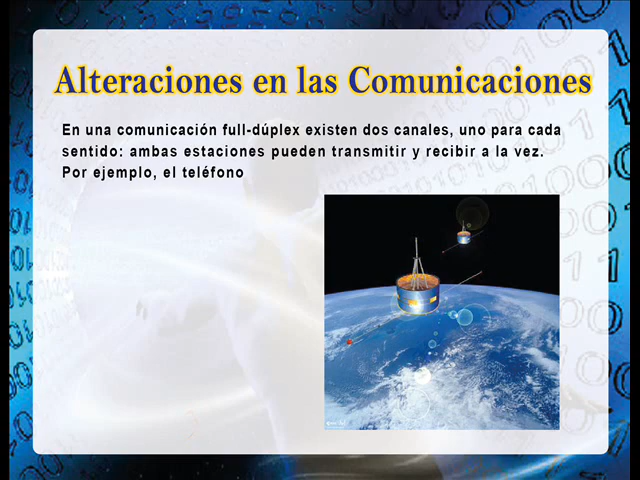 Alteraciones en las Comunicaciones
En una comunicación full-dúplex existen dos canales, uno para cada
sentido: ambas estaciones pueden transmitir y recibir a la vez.
Por ejemplo, el teléfono